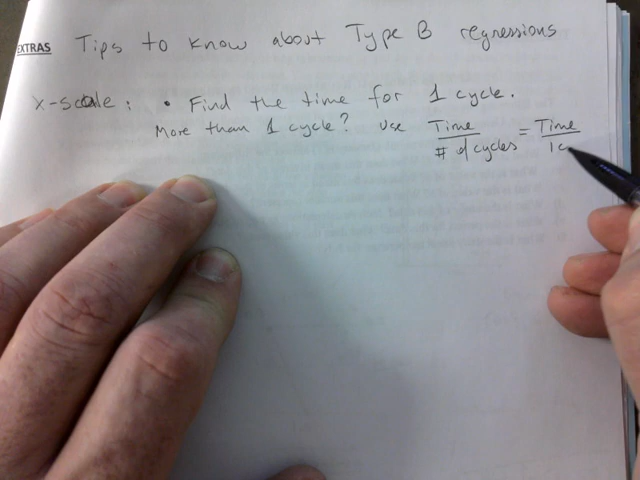 EXTRAS Tips to know about Type B regressions
x-scale: • Find the time for 1 cycle.
More than 1 cycle? use Time / # of cycles = Time / 1 c